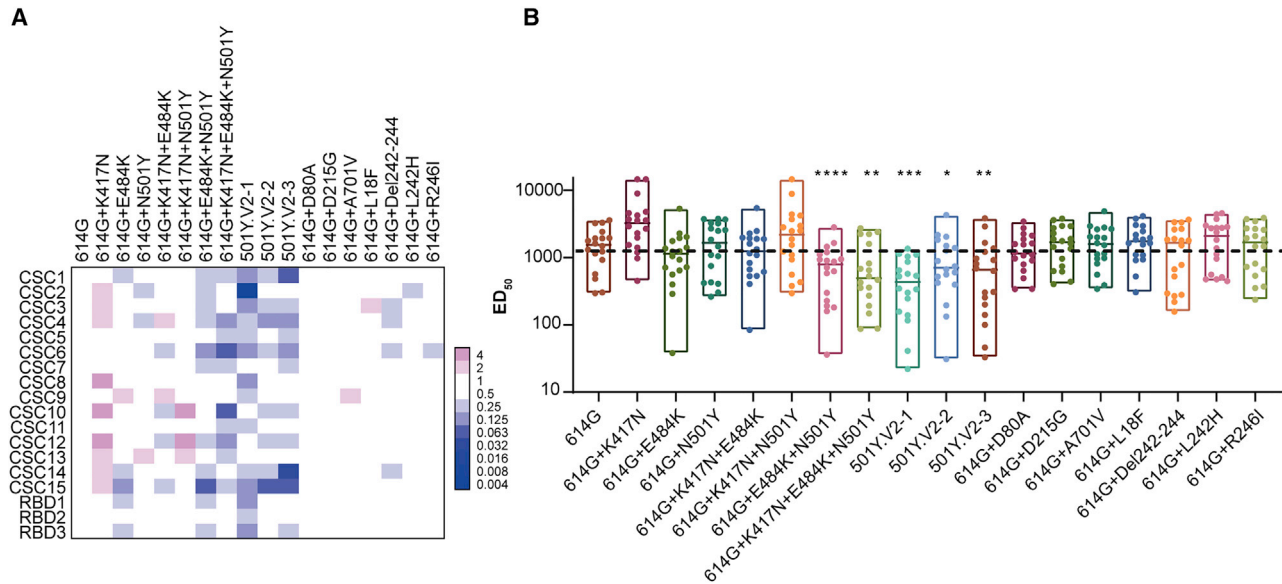 A
614G
614G+K417N
614G+E484K
614G+N501Y
614G+K417N+E484K
614G+K417N+N501Y
614G+E484K+N501Y
614G+K417N+E484K+N501Y
501Y.V2-1
501Y.V2-2
501Y.V2-3
614G+D80A
614G+D215G
614G+A701V
614G+L18F
614G+Del242-244
614G+L242H
614G+R246I
CSC1
CSC2
CSC3
CSC4
CSC5
CSC6
CSC7
CSC8
CSC9
CSC10
CSC11
CSC12
CSC13
CSC14
CSC15
RBD1
RBD2
RBD3
4
2
1
0.5
0.25
0.125
0.063
0.032
0.016
0.008
0.004
B
ED50
10000
1000
100
10
****
**
***
*
**
614G
614G+K417N
614G+E484K
614G+N501Y
614G+K417N+E484K
614G+K417N+N501Y
614G+E484K+N501Y
614G+K417N+E484K+N501Y
501Y.V2-1
501Y.V2-2
501Y.V2-3
614G+D80A
614G+D215G
614G+A701V
614G+L18F
614G+Del242-244
614G+L242H
614G+R246I